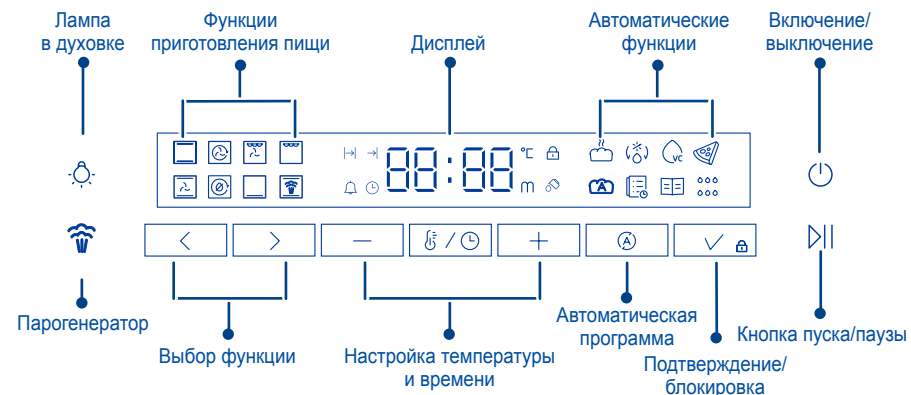 Лампа
в духовке
Функции
приготовления пищи
Дисплей
Автоматические
функции
Включение/
выключение
88:88
°C
m
VC
A
A
Парогенератор
Выбор функции
Настройка температуры
и времени
Автоматическая
программа
Подтверждение/
блокировка
Кнопка пуска/паузы